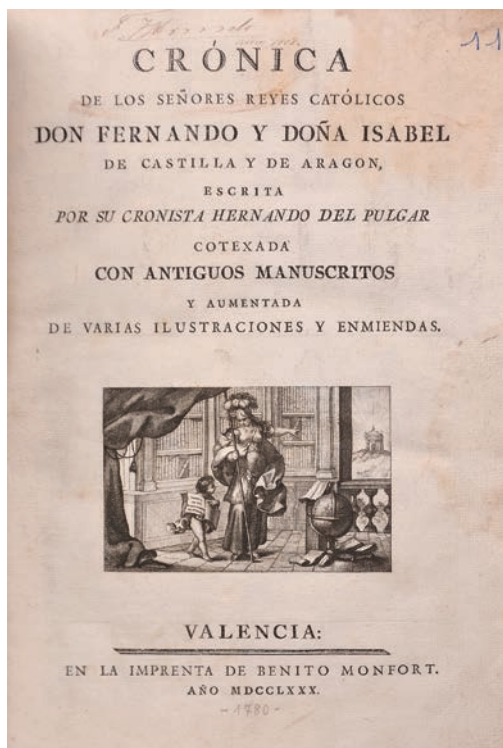 11
CRÓNICA
DE LOS SEÑORES REYES CATÓLICOS
DON FERNANDO Y DOÑA ISABEL
DE CASTILLA Y DE ARAGON,
ESCRITA
POR SU CRONISTA HERNANDO DEL PULGAR
COTEXADA
CON ANTIGUOS MANUSCRITOS
Y AUMENTADA
DE VARIAS ILUSTRACIONES Y ENMIENDAS.
VALENCIA:
EN LA IMPRENTA DE BENITO MONFORT.
AÑO MDCCLXXX.
-1780-